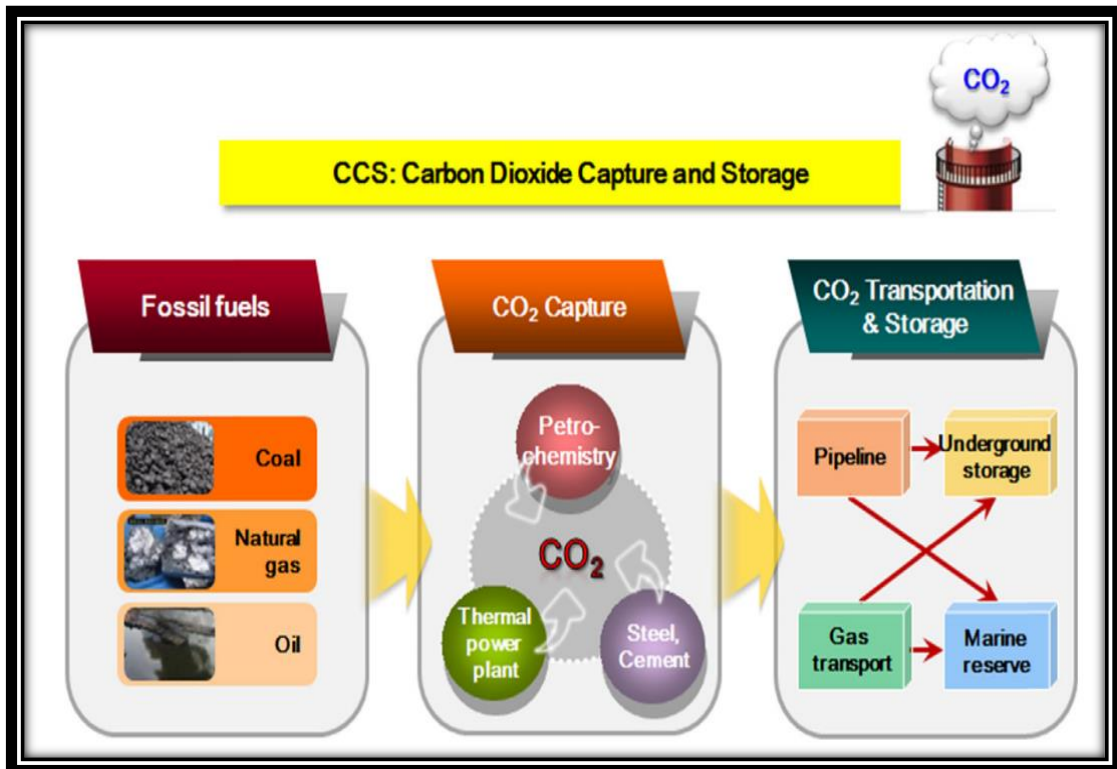 CO₂
CCS: Carbon Dioxide Capture and Storage
Fossil fuels
Coal
Natural
gas
Oil
CO₂ Capture
Petro-
chemistry
CO₂
Thermal
power
plant
Steel,
Cement
CO₂ Transportation
& Storage
Pipeline
Underground
storage
Gas
transport
Marine
reserve